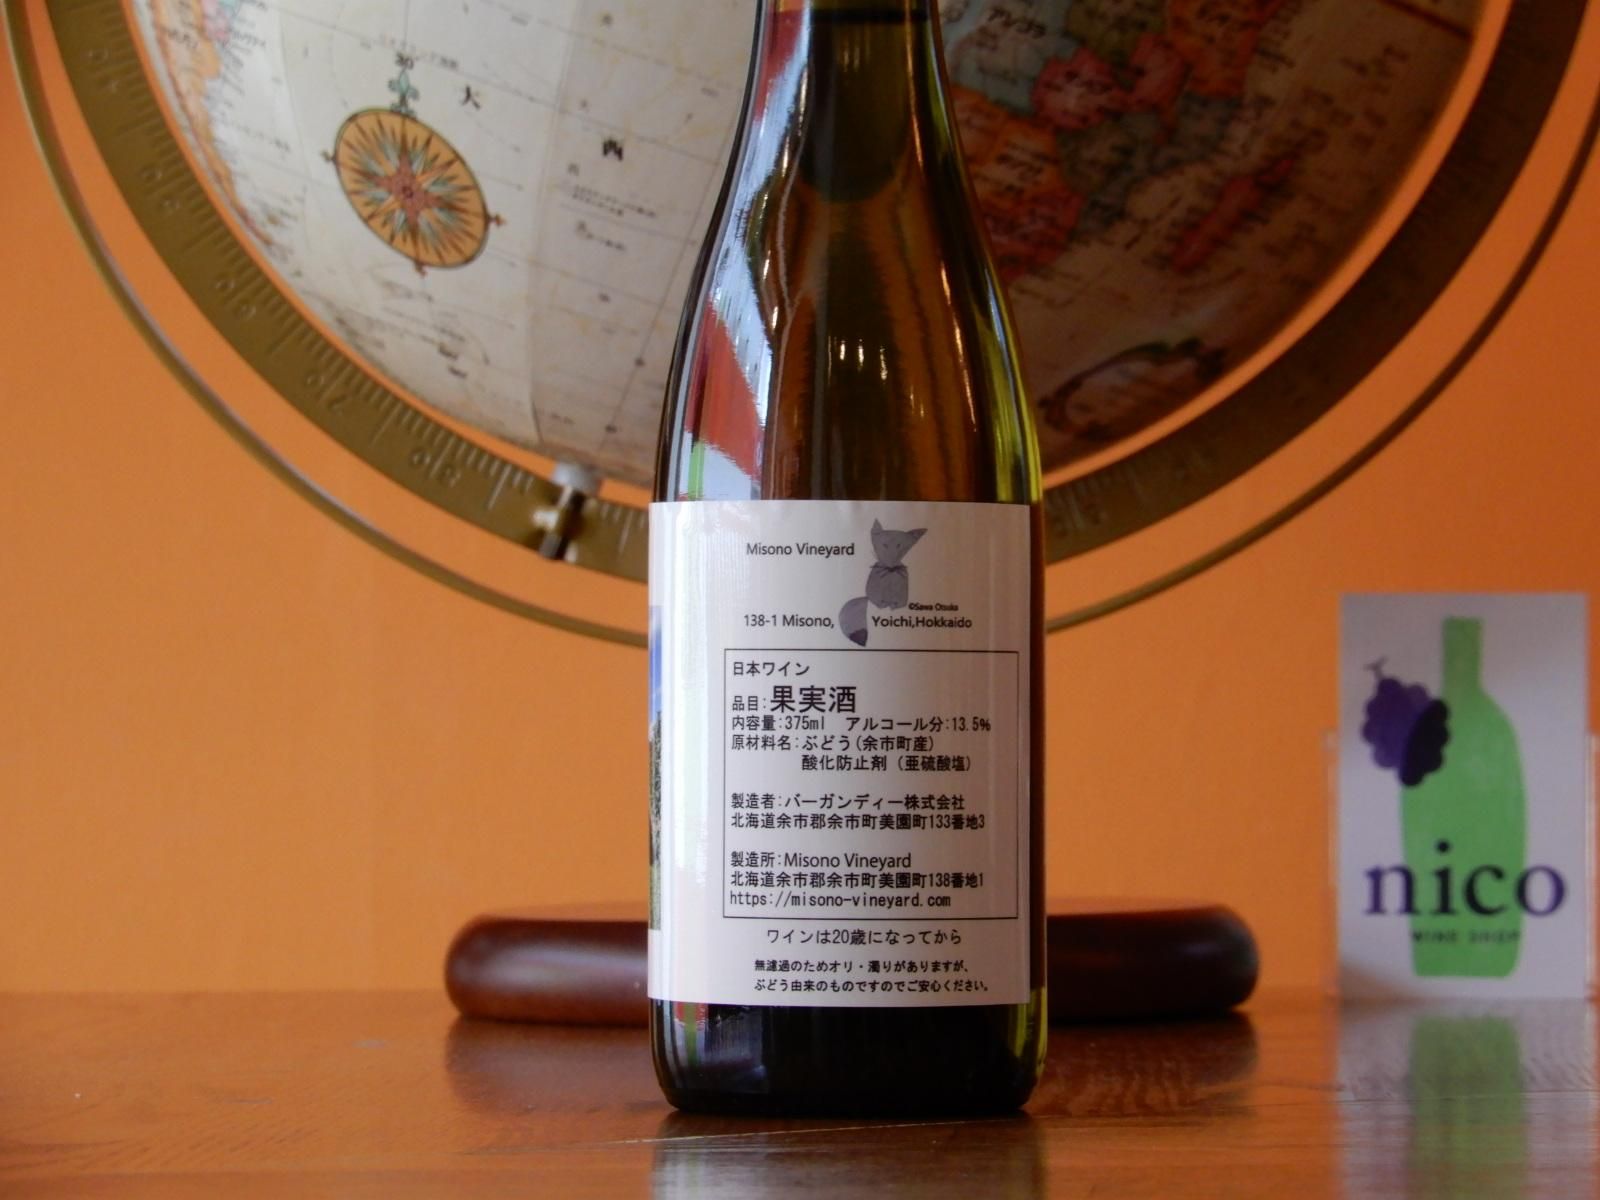 大
西
30°
アンゴラ
Misono Vineyard
©Sawa Otsuka
138-1 Misono, Yoichi,Hokkaido
日本ワイン
品目:果実酒
内容量:375ml アルコール分:13.5%
原材料名:ぶどう(余市町産)
酸化防止剤 (亜硫酸塩)
製造者:バーガンディー株式会社
北海道余市郡余市町美園町133番地3
製造所:Misono Vineyard
北海道余市郡余市町美園町138番地1
https://misono-vineyard.com
ワインは20歳になってから
無濾過のためオリ・濁りがありますが、
ぶどう由来のものですのでご安心ください。
nico
WINE SHOP